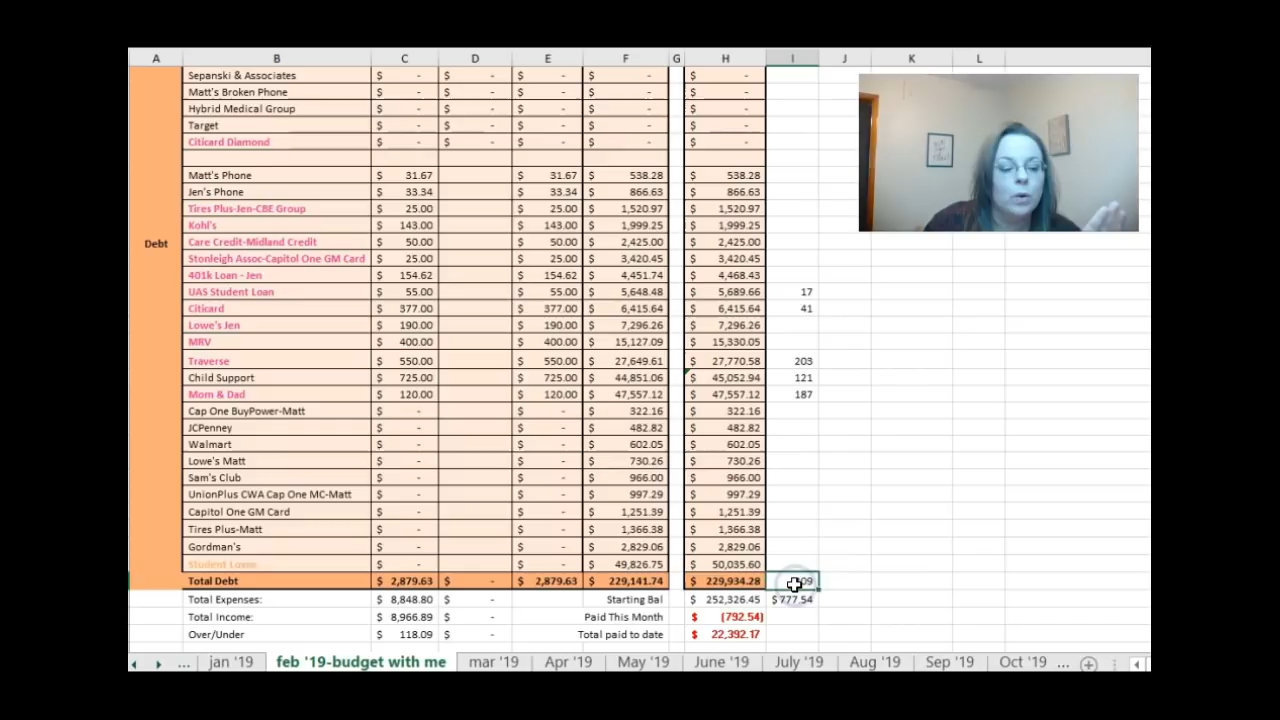 A B C D E F G H I J K L
Sepanski & Associates $ - $ - $ - $ - $ -
Matt's Broken Phone $ - $ - $ - $ - $ -
Hybrid Medical Group $ - $ - $ - $ - $ -
Target $ - $ - $ - $ - $ -
Citicard Diamond $ - $ - $ - $ - $ -
Matt's Phone $ 31.67 $ 31.67 $ 538.28 $ 538.28
Jen's Phone $ 33.34 $ 33.34 $ 866.63 $ 866.63
Tires Plus-Jen-CBE Group $ 25.00 $ 25.00 $ 1,520.97 $ 1,520.97
Kohl's $ 143.00 $ 143.00 $ 1,999.25 $ 1,999.25
Debt Care Credit-Midland Credit $ 50.00 $ 50.00 $ 2,425.00 $ 2,425.00
Stonleigh Assoc-Capitol One GM Card $ 25.00 $ 25.00 $ 3,420.45 $ 3,420.45
401k Loan - Jen $ 154.62 $ 154.62 $ 4,451.74 $ 4,468.43
UAS Student Loan $ 55.00 $ 55.00 $ 5,648.48 $ 5,689.66 17
Citicard $ 377.00 $ 377.00 $ 6,415.64 $ 6,415.64 41
Lowe's Jen $ 190.00 $ 190.00 $ 7,296.26 $ 7,296.26
MRV $ 400.00 $ 400.00 $ 15,127.09 $ 15,330.05
Traverse $ 550.00 $ 550.00 $ 27,649.61 $ 27,770.58 203
Child Support $ 725.00 $ 725.00 $ 44,851.06 $ 45,052.94 121
Mom & Dad $ 120.00 $ 120.00 $ 47,557.12 $ 47,557.12 187
Cap One BuyPower-Matt $ - $ - $ 322.16 $ 322.16
JCPenney $ - $ - $ 482.82 $ 482.82
Walmart $ - $ - $ 602.05 $ 602.05
Lowe's Matt $ - $ - $ 730.26 $ 730.26
Sam's Club $ - $ - $ 966.00 $ 966.00
UnionPlus CWA Cap One MC-Matt $ - $ - $ 997.29 $ 997.29
Capitol One GM Card $ - $ - $ 1,251.39 $ 1,251.39
Tires Plus-Matt $ - $ - $ 1,366.38 $ 1,366.38
Gordman's $ - $ - $ 2,829.06 $ 2,829.06
Student Loans $ - $ - $ 49,826.75 $ 50,035.60
Total Debt $ 2,879.63 $ - $ 2,879.63 $ 229,141.74 $ 229,934.28
Total Expenses: $ 8,848.80 $ - Starting Bal $ 252,326.45 $777.54
Total Income: $ 8,966.89 $ - Paid This Month $ (792.54)
Over/Under $ 118.09 $ - Total paid to date $ 22,392.17
... jan '19 feb '19-budget with me mar '19 Apr '19 May '19 June '19 July '19 Aug '19 Sep '19 Oct '19 ...